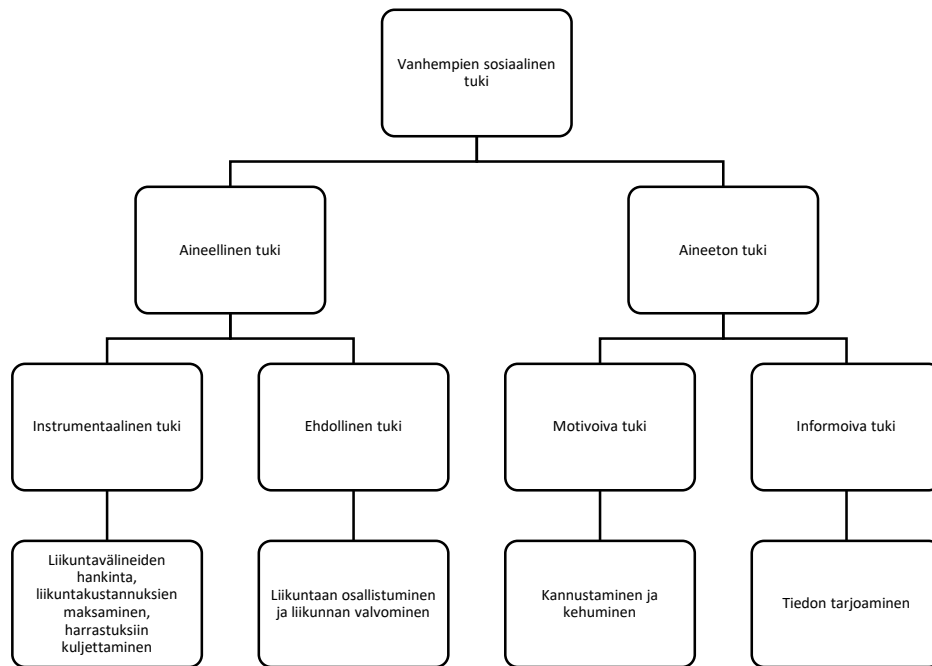 Vanhempien sosiaalinen
tuki
Aineellinen tuki
Aineeton tuki
Instrumentaalinen tuki
Ehdollinen tuki
Motivoiva tuki
Informoiva tuki
Liikuntavälineiden
hankinta,
liikuntakustannuksien
maksaminen,
harrastuksiin
kuljettaminen
Liikuntaan osallistuminen
ja liikunnan valvominen
Kannustaminen ja
kehuminen
Tiedon tarjoaminen